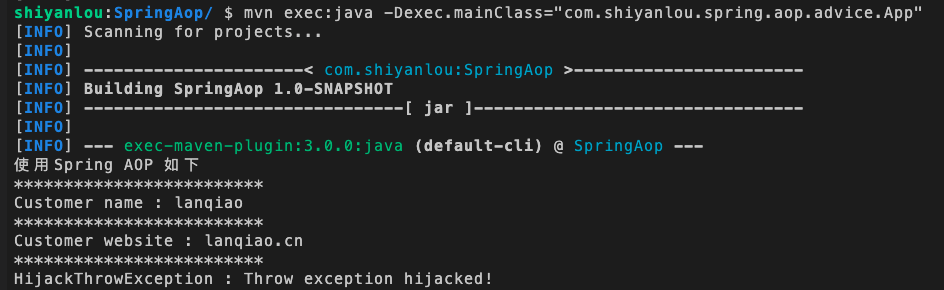 shiyanlou:SpringAop/ $ mvn exec:java -Dexec.mainClass="com.shiyanlou.spring.aop.advice.App"
[INFO] Scanning for projects...
[INFO]
[INFO] ----------------------< com.shiyanlou:SpringAop >-----------------------
[INFO] Building SpringAop 1.0-SNAPSHOT
[INFO] --------------------------------[ jar ]---------------------------------
[INFO]
[INFO] --- exec-maven-plugin:3.0.0:java (default-cli) @ SpringAop ---
使用Spring AOP 如下
*************************
Customer name : lanqiao
*************************
Customer website : lanqiao.cn
*************************
HijackThrowException : Throw exception hijacked!